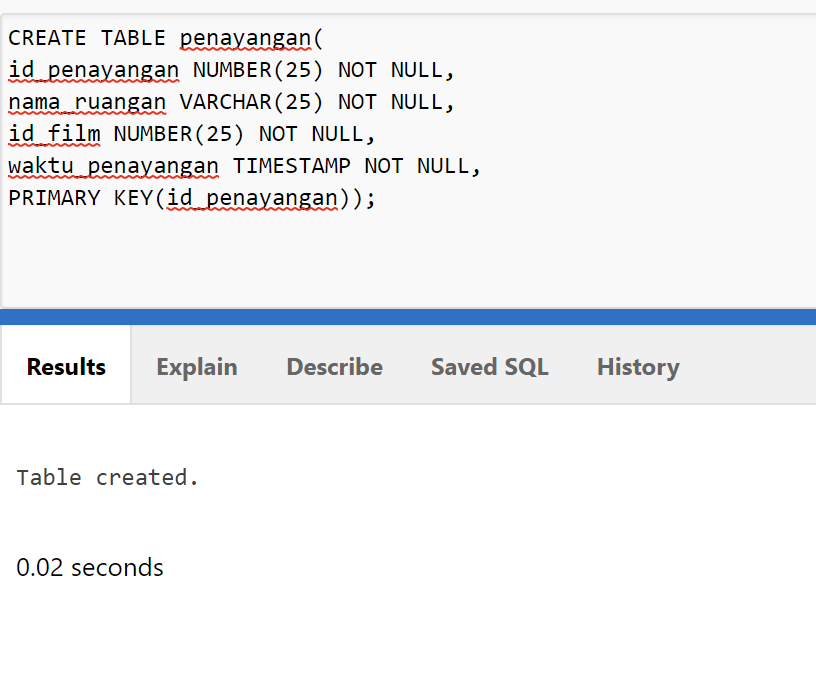 CREATE TABLE penayangan(
id_penayangan NUMBER(25) NOT NULL,
nama_ruangan VARCHAR(25) NOT NULL,
id_film NUMBER(25) NOT NULL,
waktu_penayangan TIMESTAMP NOT NULL,
PRIMARY KEY(id_penayangan));
Results Explain Describe Saved SQL History
Table created.
0.02 seconds